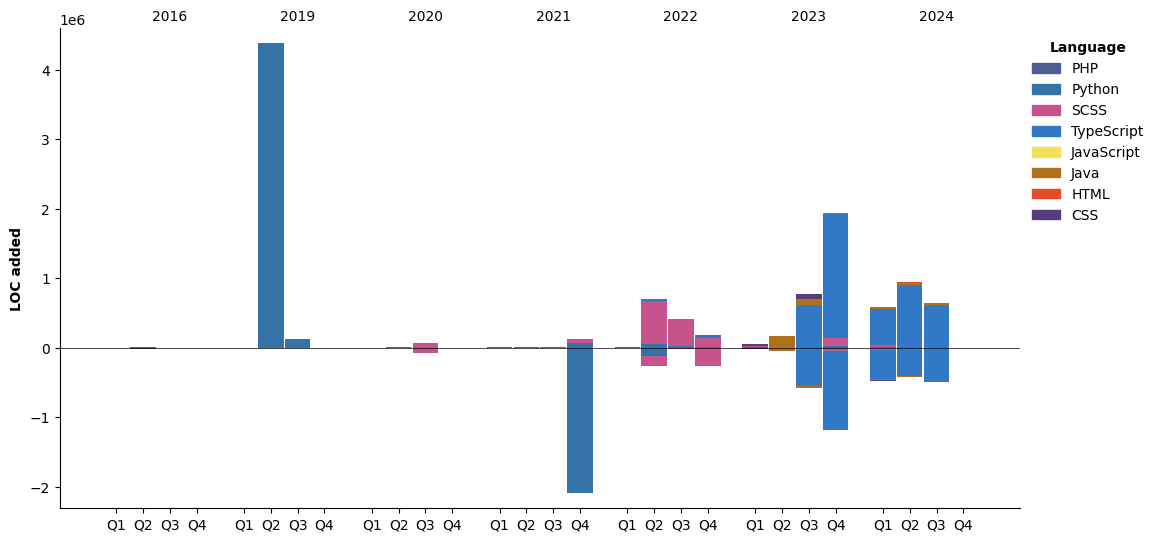 1e6
2016 2019 2020 2021 2022 2023 2024
Language
PHP
Python
SCSS
TypeScript
JavaScript
Java
HTML
CSS
LOC added
4
3
2
1
0
−1
−2
Q1 Q2 Q3 Q4 Q1 Q2 Q3 Q4 Q1 Q2 Q3 Q4 Q1 Q2 Q3 Q4 Q1 Q2 Q3 Q4 Q1 Q2 Q3 Q4 Q1 Q2 Q3 Q4